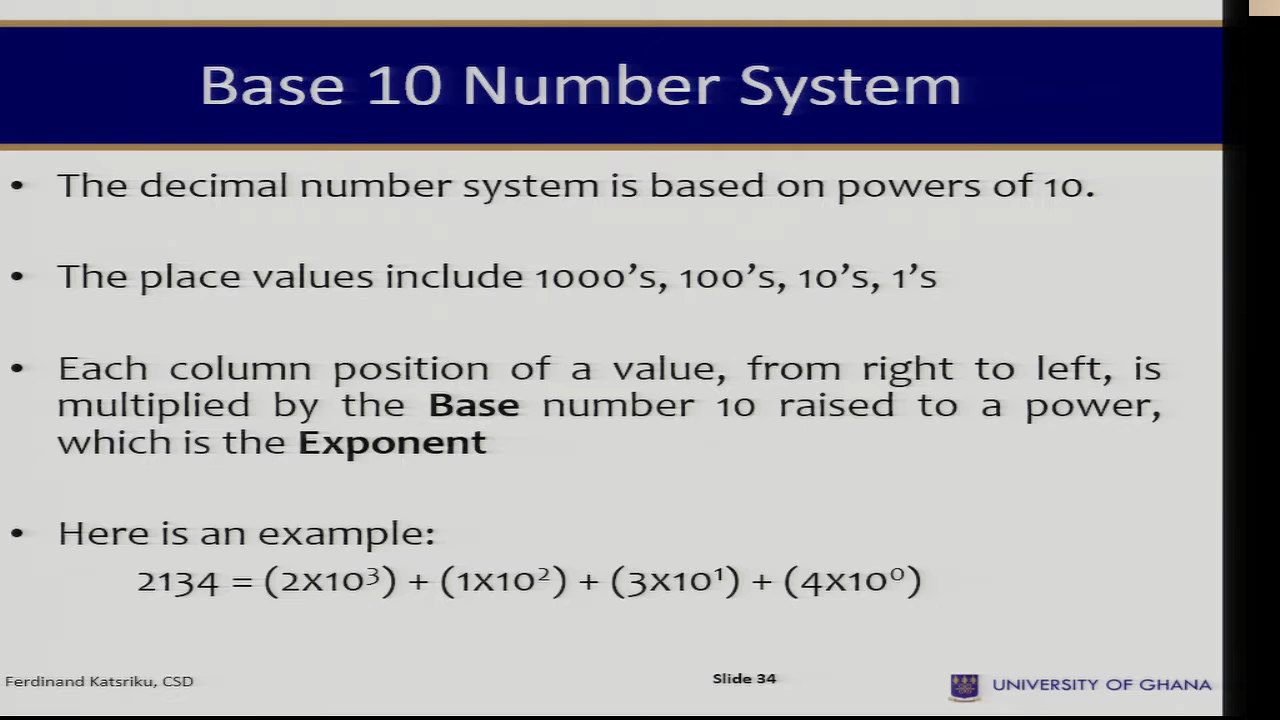 Base 10 Number System
• The decimal number system is based on powers of 10.
• The place values include 1000’s, 100’s, 10’s, 1’s
• Each column position of a value, from right to left, is
multiplied by the Base number 10 raised to a power,
which is the Exponent
• Here is an example:
2134 = (2X10³) + (1X10²) + (3X10¹) + (4X10⁰)
Ferdinand Katsriku, CSD
Slide 34
UNIVERSITY OF GHANA